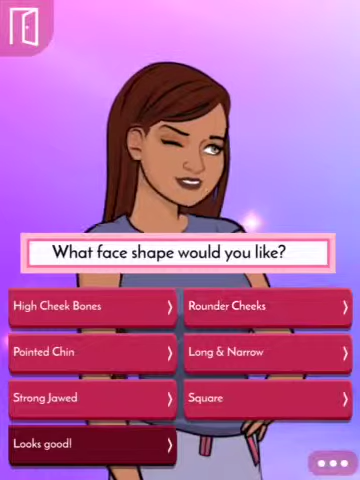 What face shape would you like?
High Cheek Bones
Rounder Cheeks
Pointed Chin
Long & Narrow
Strong Jawed
Square
Looks good!